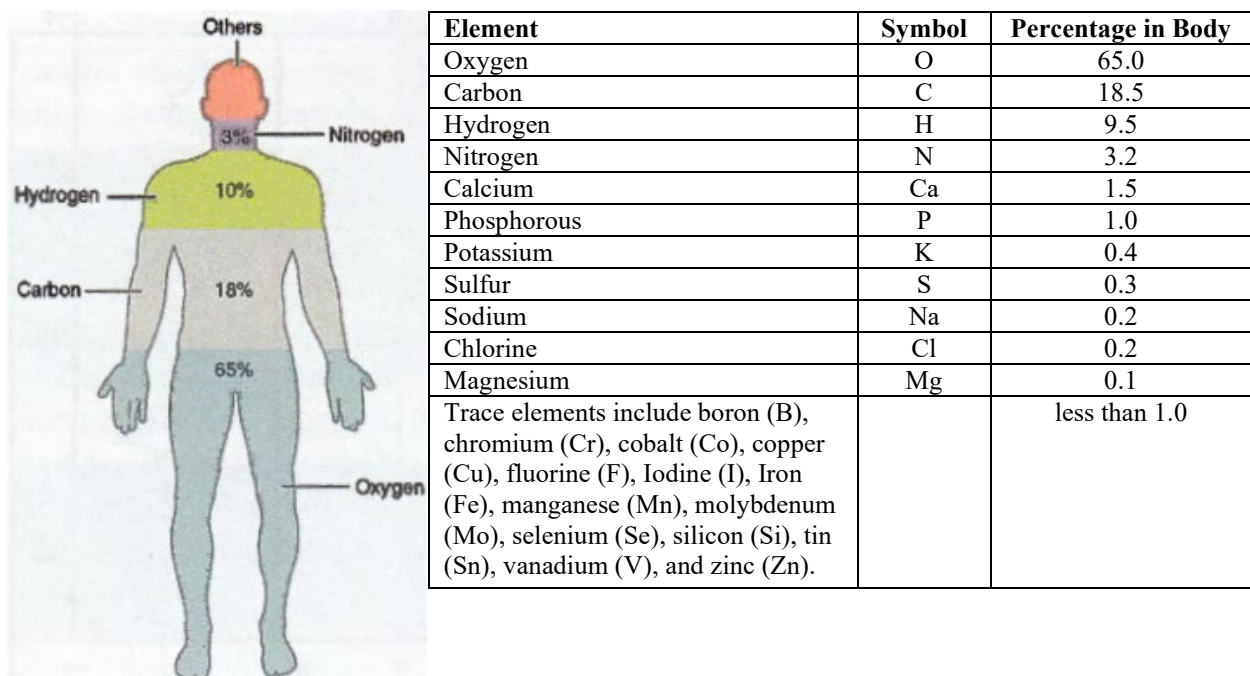 Others
3%
Nitrogen
10%
Hydrogen
18%
Carbon
65%
Oxygen
Element Symbol Percentage in Body
Oxygen O 65.0
Carbon C 18.5
Hydrogen H 9.5
Nitrogen N 3.2
Calcium Ca 1.5
Phosphorous P 1.0
Potassium K 0.4
Sulfur S 0.3
Sodium Na 0.2
Chlorine Cl 0.2
Magnesium Mg 0.1
Trace elements include boron (B), less than 1.0
chromium (Cr), cobalt (Co), copper
(Cu), fluorine (F), Iodine (I), Iron
(Fe), manganese (Mn), molybdenum
(Mo), selenium (Se), silicon (Si), tin
(Sn), vanadium (V), and zinc (Zn).